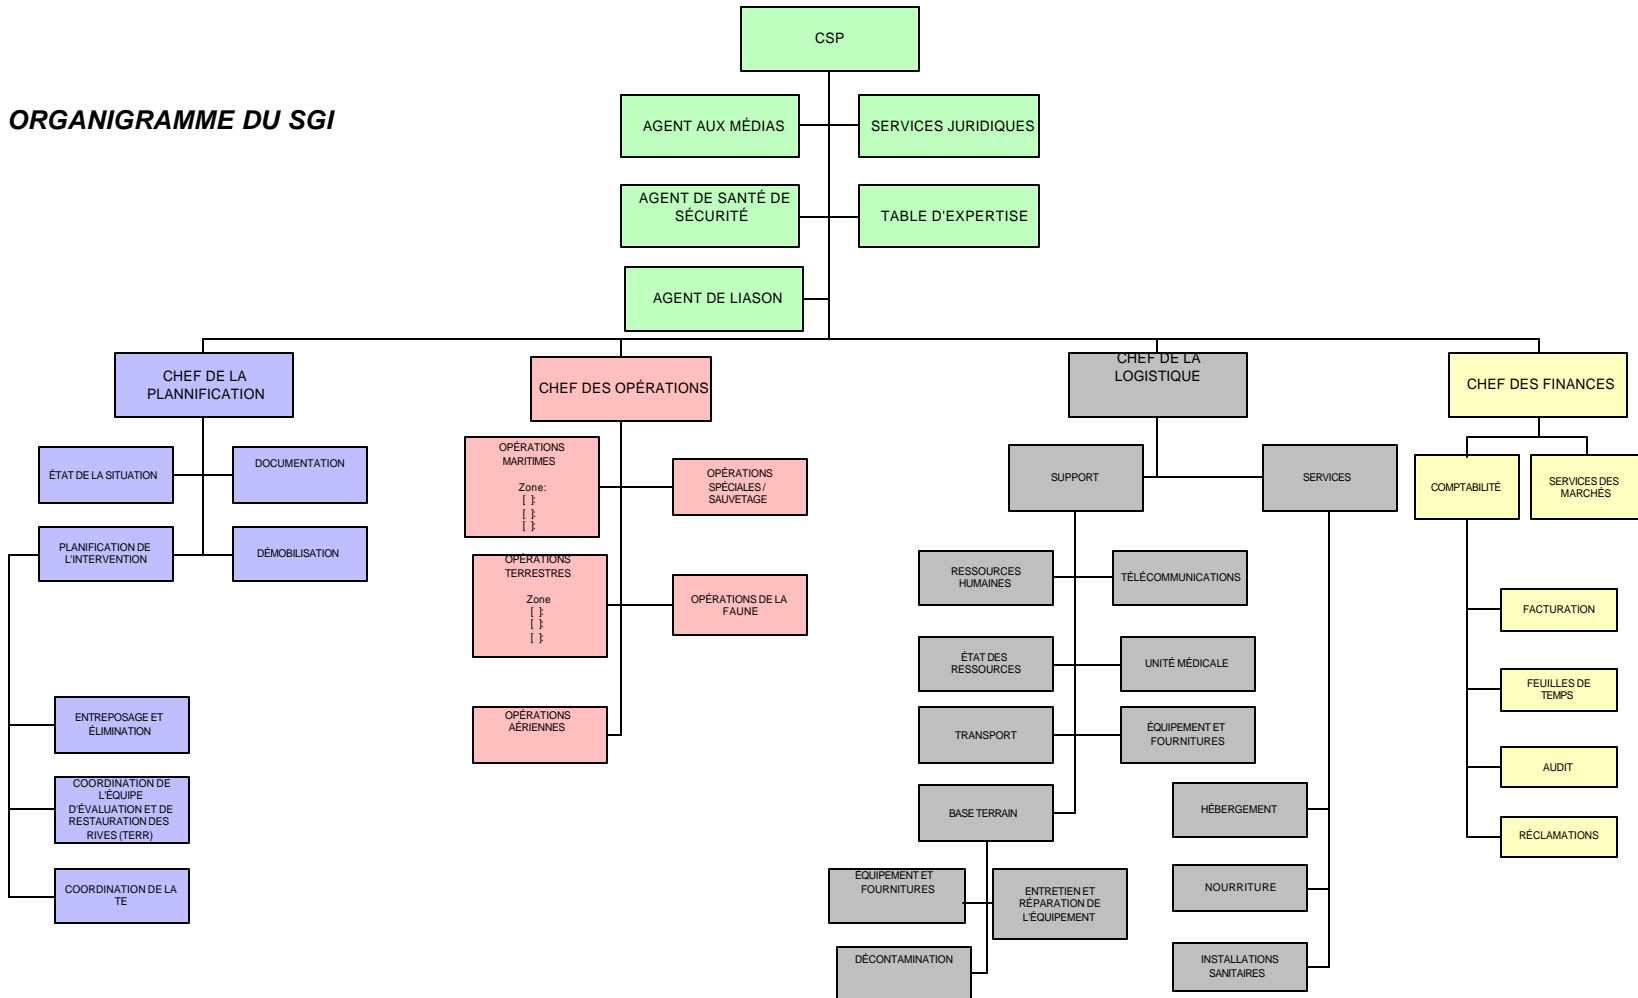 CSP
ORGANIGRAMME DU SGI
AGENT AUX MÉDIAS
SERVICES JURIDIQUES
AGENT DE SANTÉ DE
SÉCURITÉ
TABLE D'EXPERTISE
AGENT DE LIASON
CHEF DE LA
PLANNIFICATION
CHEF DES OPÉRATIONS
CHEF DE LA
LOGISTIQUE
CHEF DES FINANCES
ÉTAT DE LA SITUATION
DOCUMENTATION
PLANIFICATION DE
L'INTERVENTION
DÉMOBILISATION
ENTREPOSAGE ET
ÉLIMINATION
COORDINATION DE
L'ÉQUIPE
D'ÉVALUATION ET DE
RESTAURATION DES
RIVES (TERR)
COORDINATION DE LA
TE
OPÉRATIONS
MARITIMES
Zone:
[ ]:
[ ]:
[ ]:
OPÉRATIONS
SPÉCIALES /
SAUVETAGE
OPÉRATIONS
TERRESTRES
Zone
[ ]:
[ ]:
[ ]:
OPÉRATIONS DE LA
FAUNE
OPÉRATIONS
AÉRIENNES
SUPPORT
SERVICES
RESSOURCES
HUMAINES
TÉLÉCOMMUNICATIONS
ÉTAT DES
RESSOURCES
UNITÉ MÉDICALE
TRANSPORT
ÉQUIPEMENT ET
FOURNITURES
BASE TERRAIN
ÉQUIPEMENT ET
FOURNITURES
ENTRETIEN ET
RÉPARATION DE
L'ÉQUIPEMENT
DÉCONTAMINATION
HÉBERGEMENT
NOURRITURE
INSTALLATIONS
SANITAIRES
COMPTABILITÉ
SERVICES DES
MARCHÉS
FACTURATION
FEUILLES DE
TEMPS
AUDIT
RÉCLAMATIONS